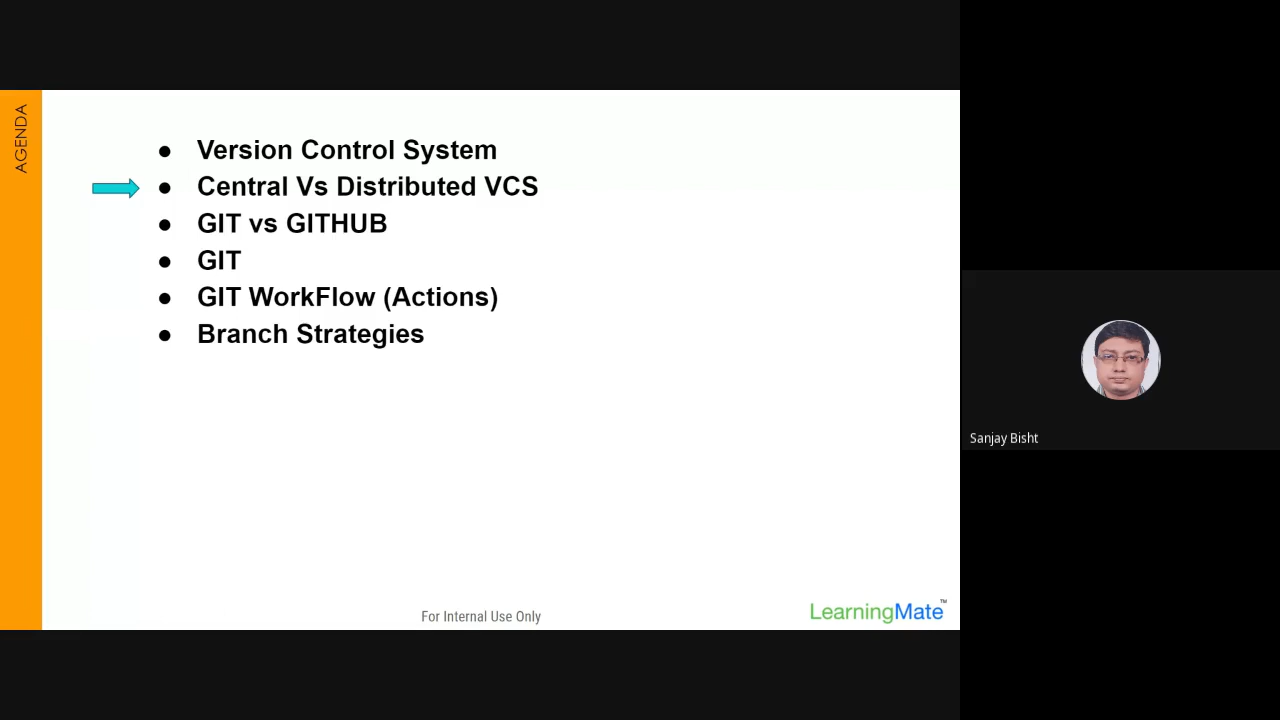 AGENDA
● Version Control System
● Central Vs Distributed VCS
● GIT vs GITHUB
● GIT
● GIT WorkFlow (Actions)
● Branch Strategies
For Internal Use Only
LearningMate™
Sanjay Bisht